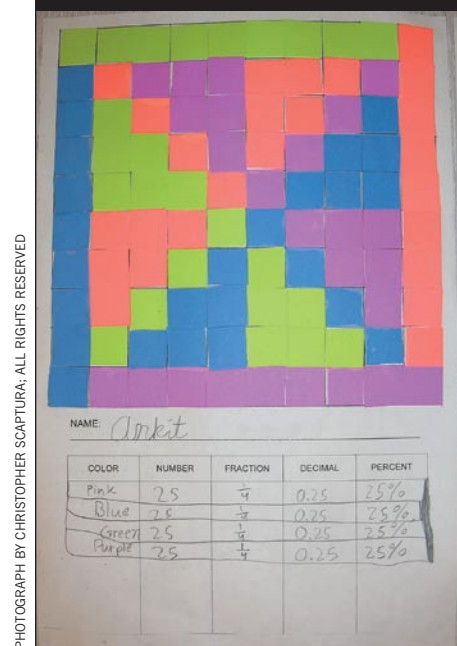 PHOTOGRAPH BY CHRISTOPHER SCAPTURA; ALL RIGHTS RESERVED
NAME: Ankit
COLOR NUMBER FRACTION DECIMAL PERCENT
Pink 25 1/4 0.25 25%
Blue 25 1/4 0.25 25%
Green 25 1/4 0.25 25%
Purple 25 1/4 0.25 25%